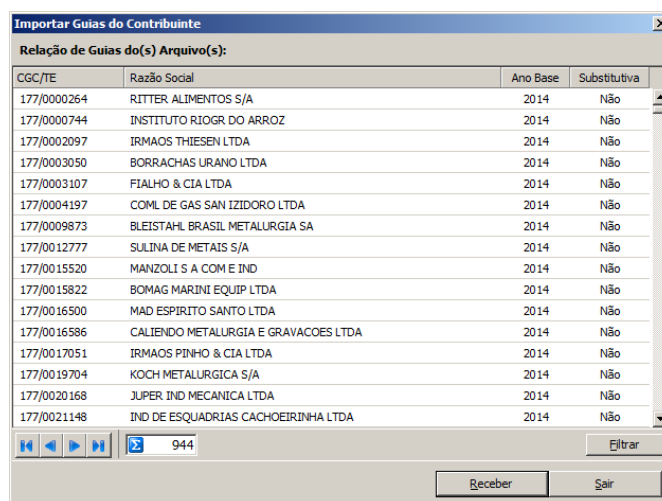 Importar Guias do Contribuinte
Relação de Guias do(s) Arquivo(s):
CGC/TE Razão Social Ano Base Substitutiva
177/0000264 RITTER ALIMENTOS S/A 2014 Não
177/0000744 INSTITUTO RIOGR DO ARROZ 2014 Não
177/0002097 IRMAOS THIESEN LTDA 2014 Não
177/0003050 BORRACHAS URANO LTDA 2014 Não
177/0003107 FIALHO & CIA LTDA 2014 Não
177/0004197 COML DE GAS SAN IZIDORO LTDA 2014 Não
177/0009873 BLEISTAHL BRASIL METALURGIA SA 2014 Não
177/0012777 SULINA DE METAIS S/A 2014 Não
177/0015520 MANZOLI S A COM E IND 2014 Não
177/0015822 BOMAG MARINI EQUIP LTDA 2014 Não
177/0016500 MAD ESPIRITO SANTO LTDA 2014 Não
177/0016586 CALIENDO METALURGIA E GRAVACOES LTDA 2014 Não
177/0017051 IRMAOS PINHO & CIA LTDA 2014 Não
177/0019704 KOCH METALURGICA S/A 2014 Não
177/0020168 JUPER IND MECANICA LTDA 2014 Não
177/0021148 IND DE ESQUADRIAS CACHOEIRINHA LTDA 2014 Não
Σ 944 Filtrar
Receber Sair